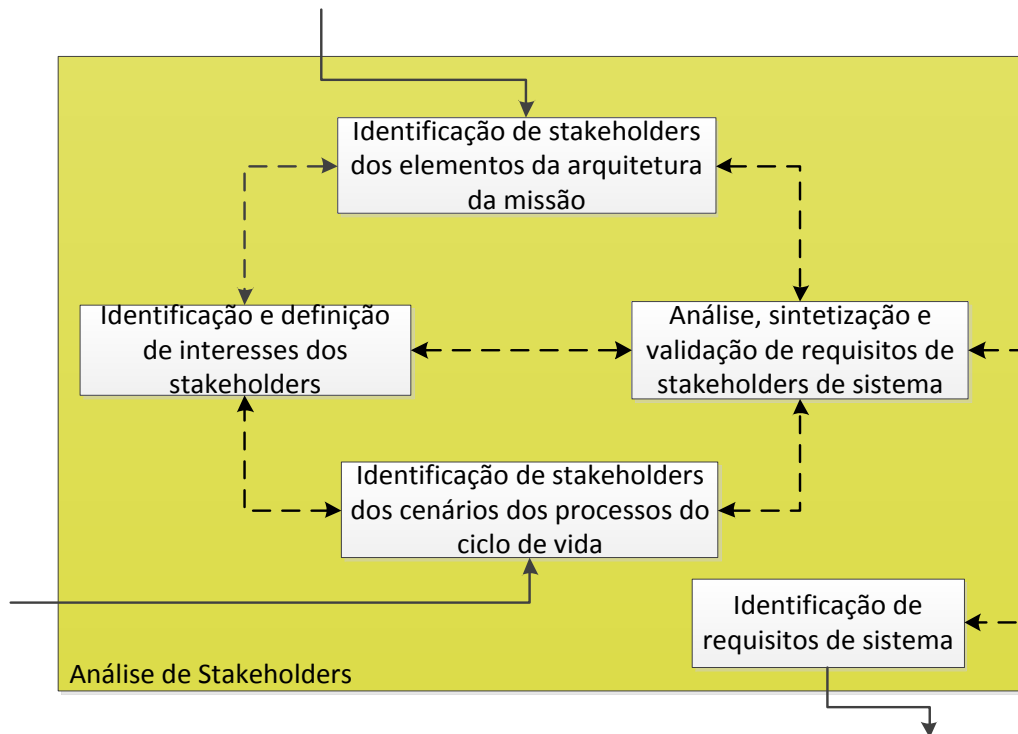 Identificação de stakeholders
dos elementos da arquitetura
da missão
Identificação e definição
de interesses dos
stakeholders
Análise, sintetização e
validação de requisitos de
stakeholders de sistema
Identificação de stakeholders
dos cenários dos processos do
ciclo de vida
Identificação de
requisitos de sistema
Análise de Stakeholders